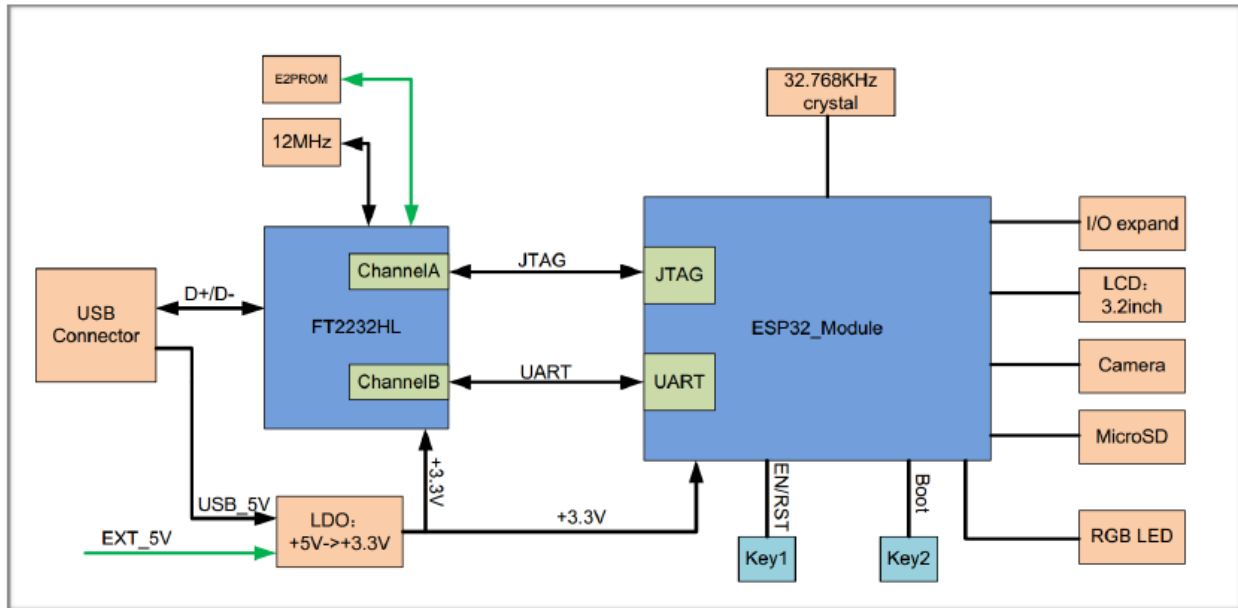 E2PROM
12MHz
32.768KHz
crystal
USB
Connector
D+/D-
FT2232HL
ChannelA
ChannelB
JTAG
UART
JTAG
UART
ESP32_Module
I/O expand
LCD：
3.2inch
Camera
MicroSD
RGB LED
USB_5V
EXT_5V
LDO：
+5V->+3.3V
+3.3V
+3.3V
EN/RST
Boot
Key1
Key2